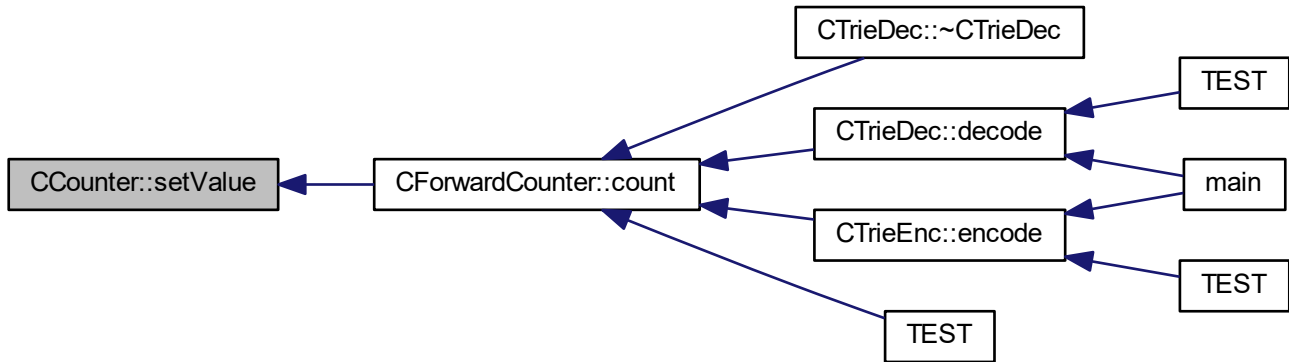 CTrieDec::~CTrieDec
TEST
CTrieDec::decode
CCounter::setValue
CForwardCounter::count
main
CTrieEnc::encode
TEST
TEST